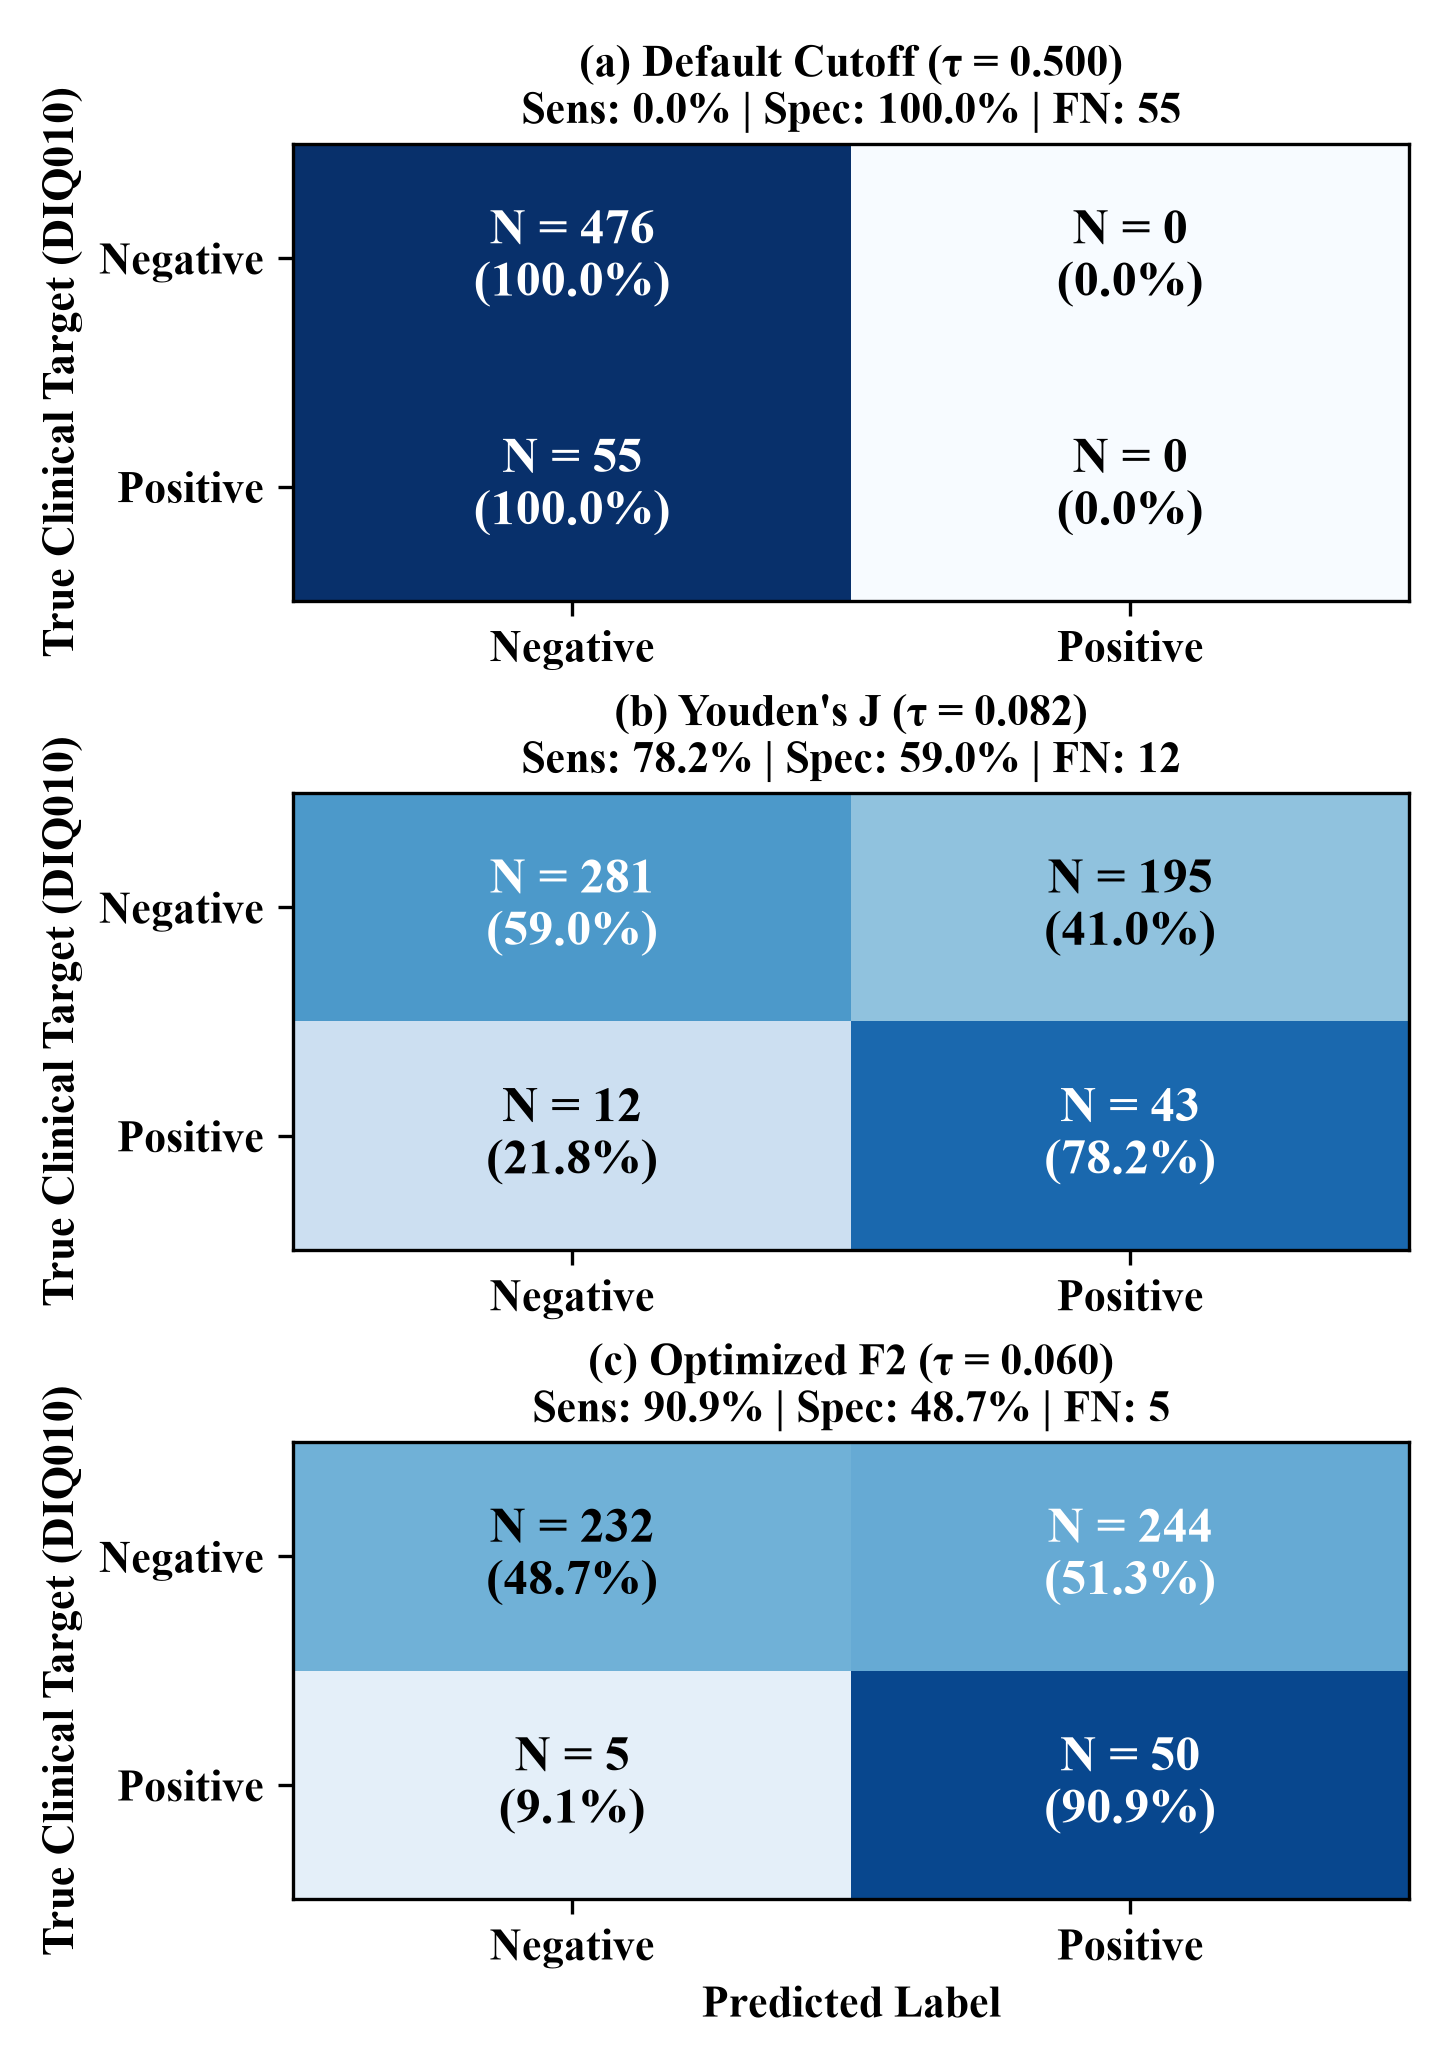 (a) Default Cutoff (τ = 0.500)
Sens: 0.0% | Spec: 100.0% | FN: 55
True Clinical Target (DIQ010)
Negative
N = 476
(100.0%)
N = 0
(0.0%)
Positive
N = 55
(100.0%)
N = 0
(0.0%)
Negative
Positive
(b) Youden's J (τ = 0.082)
Sens: 78.2% | Spec: 59.0% | FN: 12
True Clinical Target (DIQ010)
Negative
N = 281
(59.0%)
N = 195
(41.0%)
Positive
N = 12
(21.8%)
N = 43
(78.2%)
Negative
Positive
(c) Optimized F2 (τ = 0.060)
Sens: 90.9% | Spec: 48.7% | FN: 5
True Clinical Target (DIQ010)
Negative
N = 232
(48.7%)
N = 244
(51.3%)
Positive
N = 5
(9.1%)
N = 50
(90.9%)
Negative
Positive
Predicted Label